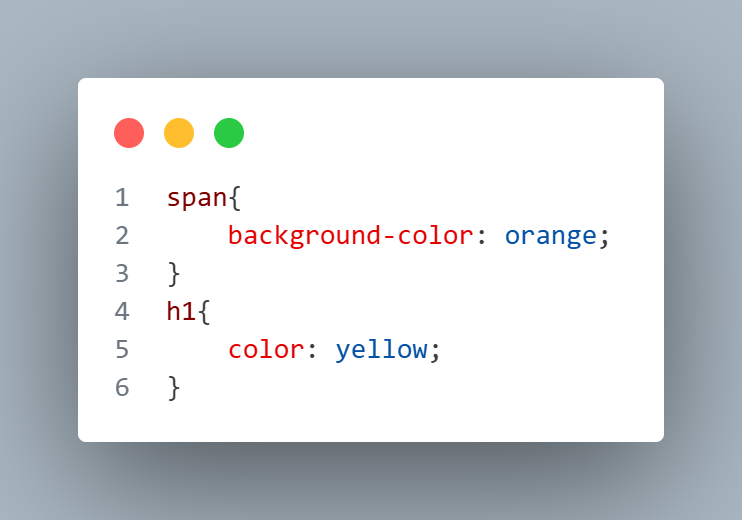 1 span{
2     background-color: orange;
3 }
4 h1{
5     color: yellow;
6 }